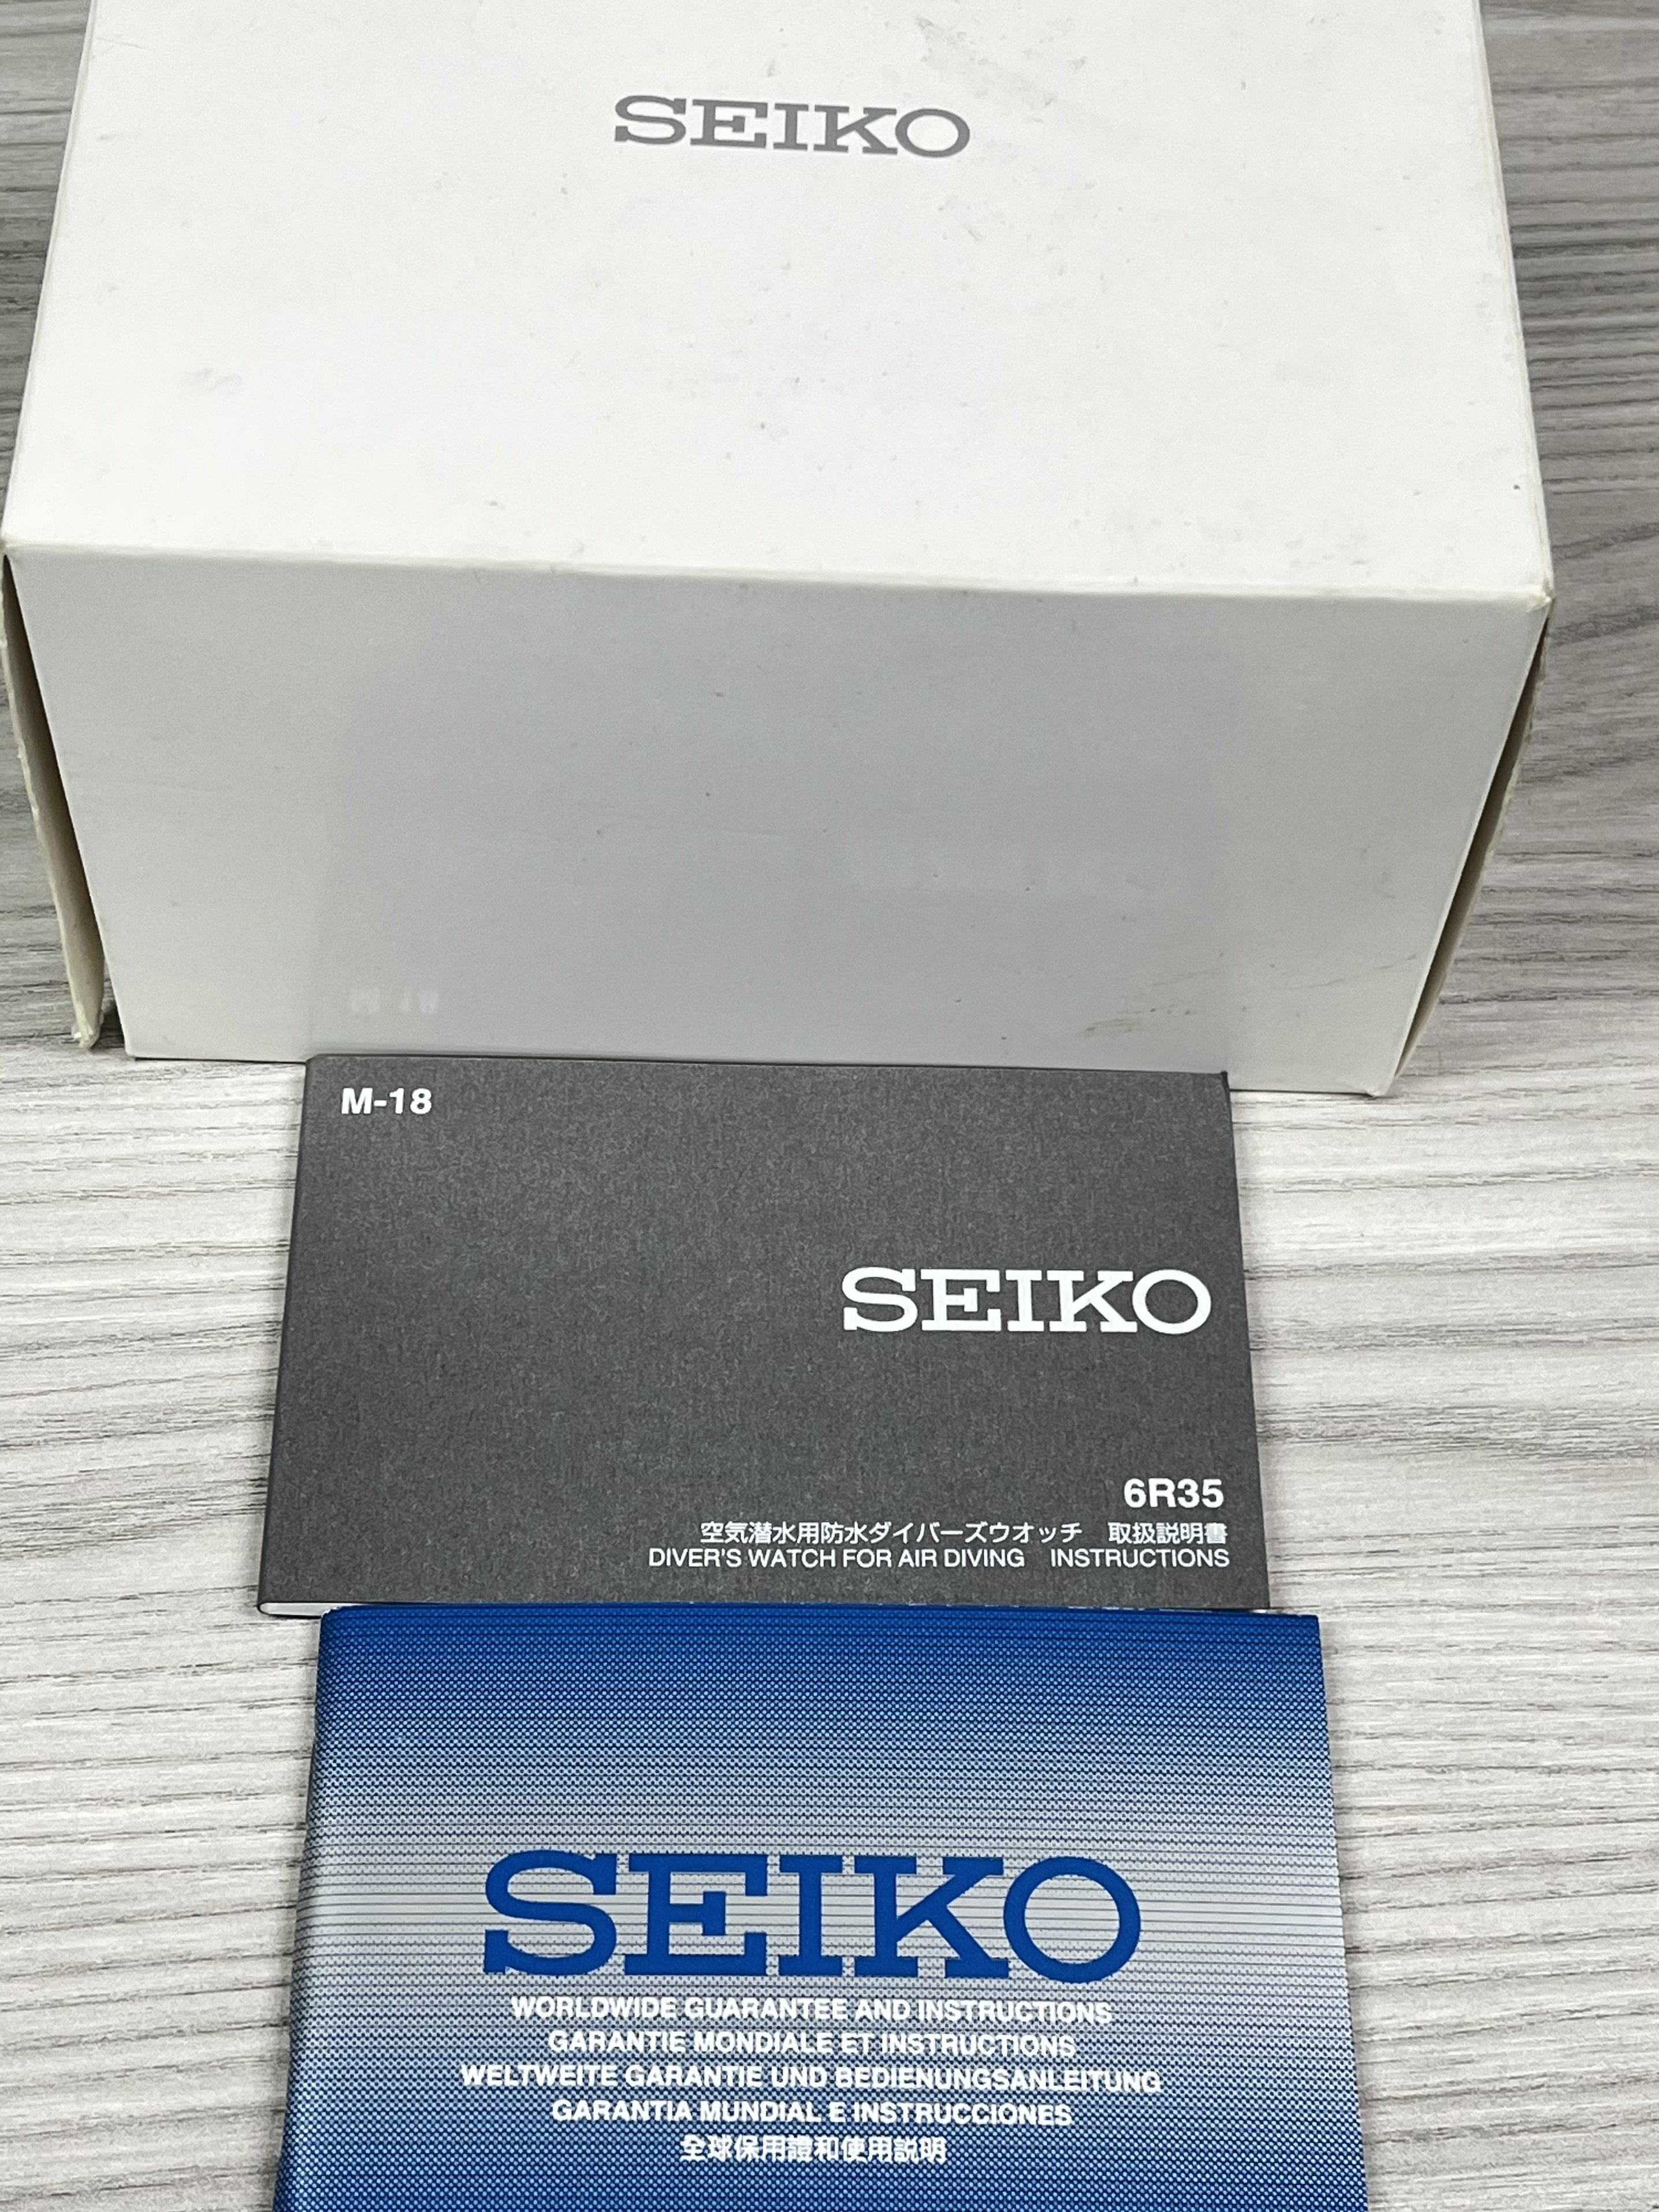 SEIKO
M-18
SEIKO
6R35
空気潜水用防水ダイバーズウオッチ 取扱説明書
DIVER'S WATCH FOR AIR DIVING INSTRUCTIONS
SEIKO
WORLDWIDE GUARANTEE AND INSTRUCTIONS
GARANTIE MONDIALE ET INSTRUCTIONS
WELTWEITE GARANTIE UND BEDIENUNGSANLEITUNG
GARANTIA MUNDIAL E INSTRUCCIONES
全球保用證和使用説明